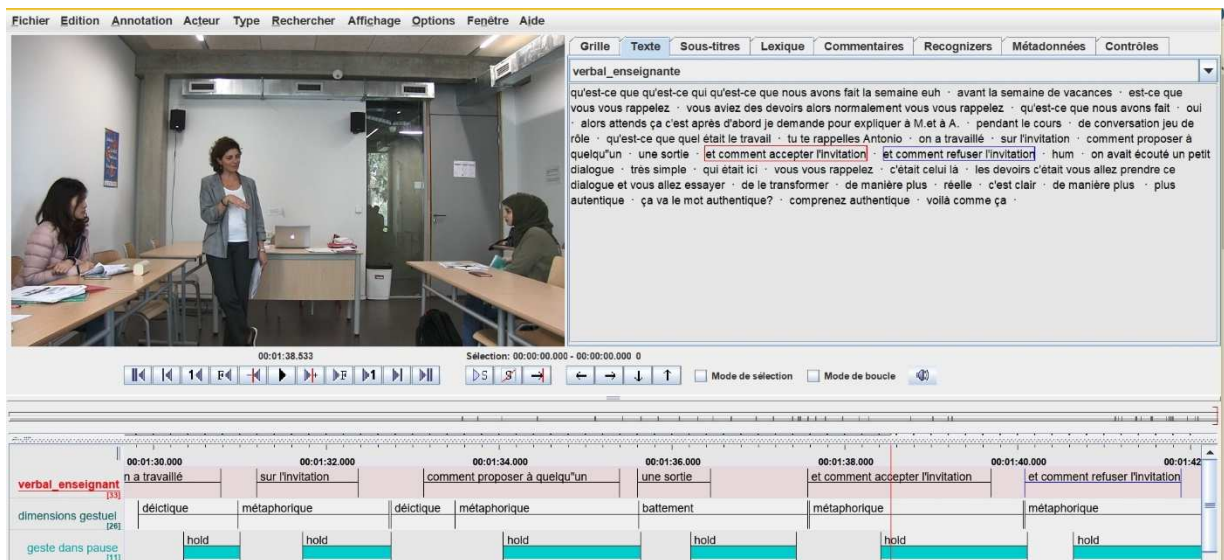 Fichier Edition Annotation Acteur Type Rechercher Affichage Options Fenêtre Aide
Grille Texte Sous-titres Lexique Commentaires Recognizers Métadonnées Contrôles
verbal_enseignante
qu'est-ce que qu'est-ce qui qu'est-ce que nous avons fait la semaine euh · avant la semaine de vacances · est-ce que
vous vous rappelez · vous aviez des devoirs alors normalement vous vous rappelez · qu'est-ce que nous avons fait · oui
· alors attends ça c'est après d'abord je demande pour expliquer à M.et à A. · pendant le cours · de conversation jeu de
rôle · qu'est-ce que quel était le travail · tu te rappelles Antonio · on a travaillé · sur l'invitation · comment proposer à
quelqu"un · une sortie · et comment accepter l'invitation · et comment refuser l'invitation · hum · on avait écouté un petit
dialogue · très simple · qui était ici · vous vous rappelez · c'était celui là · les devoirs c'était vous allez prendre ce
dialogue et vous allez essayer · de le transformer · de manière plus · réelle · c'est clair · de manière plus · plus
autentique · ça va le mot authentique? · comprenez authentique · voilà comme ça ·
00:01:38.533 Sélection: 00:00:00.000 - 00:00:00.000 0
1 F + F 1 S S Mode de sélection Mode de boucle
00:01:30.000 00:01:32.000 00:01:34.000 00:01:36.000 00:01:38.000 00:01:40.000 00:01:42
verbal_enseignant n a travaillé sur l'invitation comment proposer à quelqu"un une sortie et comment accepter l'invitation et comment refuser l'invitation
[33]
dimensions gestuel déictique métaphorique déictique métaphorique battement métaphorique métaphorique
[26]
geste dans pause hold hold hold hold hold hold
[11]